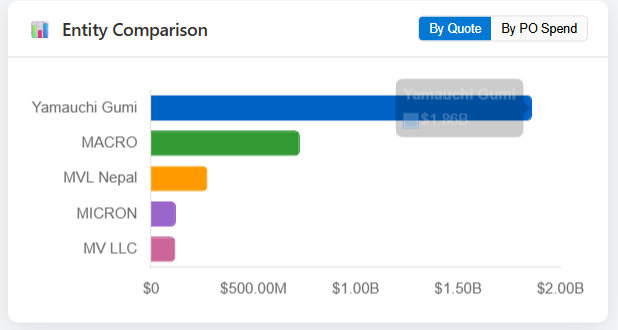 Entity Comparison
By Quote
By PO Spend
Yamauchi Gumi
Yamauchi Gumi
$1.86B
MACRO
MVL Nepal
MICRON
MV LLC
$0
$500.00M
$1.00B
$1.50B
$2.00B